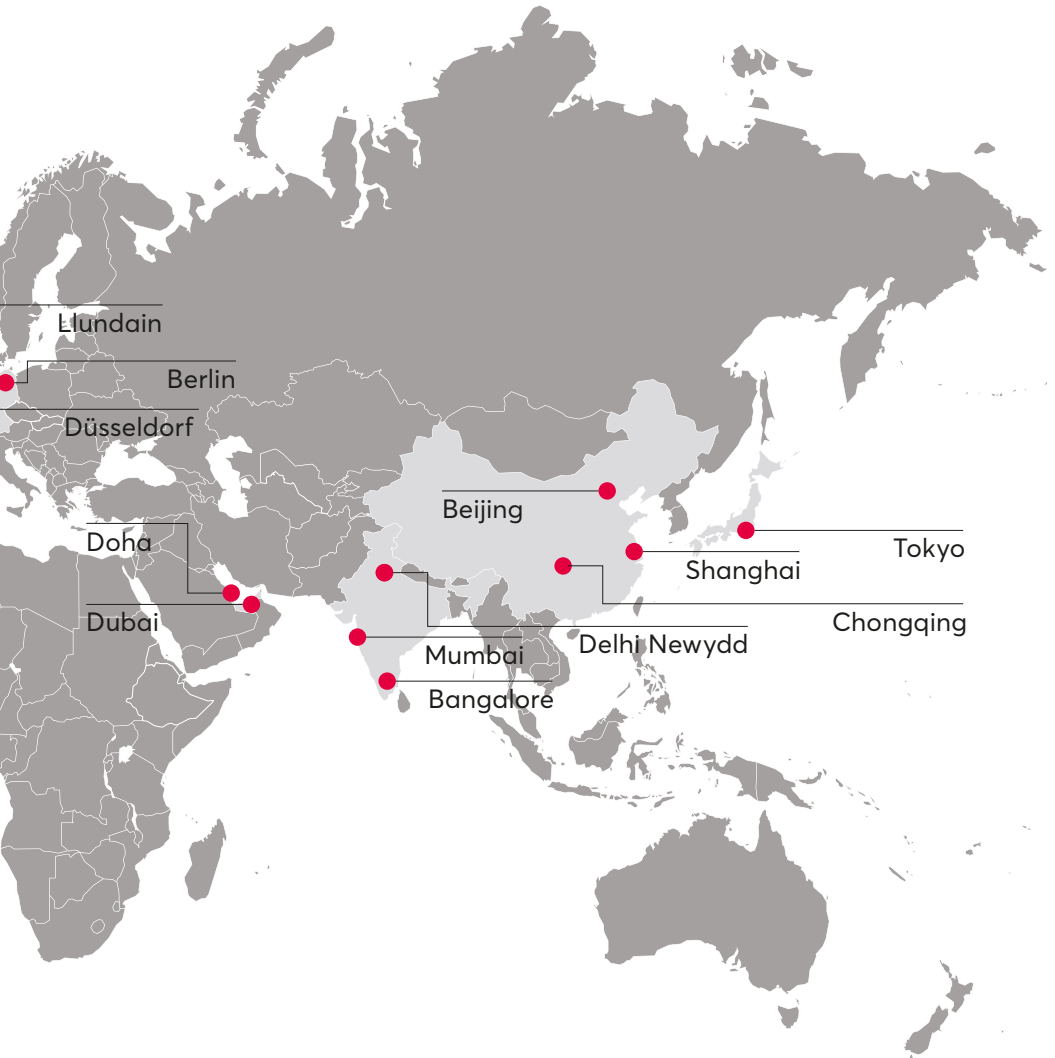 Llundain
Berlin
Düsseldorf
Beijing
Doha
Tokyo
Shanghai
Dubai
Chongqing
Delhi Newydd
Mumbai
Bangalore